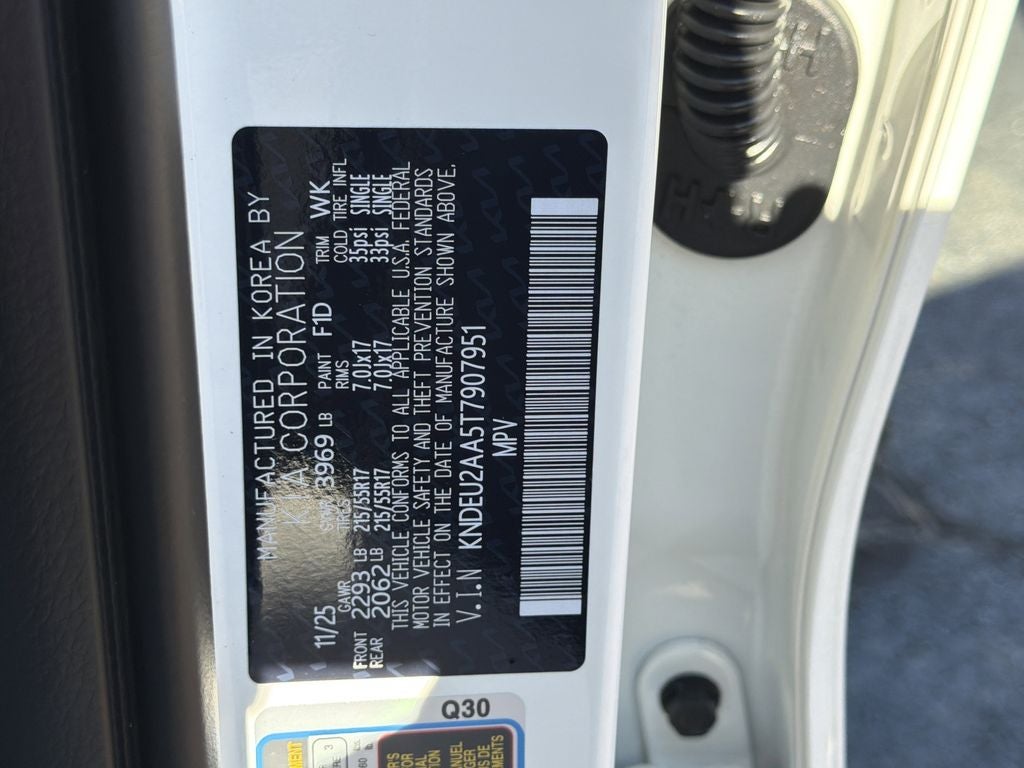 MANUFACTURED IN KOREA BY
KIA CORPORATION
11/25 GVWR 3969 LB PAINT F1D TRIM WK
GAWR TIRES RIMS COLD TIRE INFL
FRONT 2293 LB 215/55R17 7.0Jx17 35psi SINGLE
REAR 2062 LB 215/55R17 7.0Jx17 33psi SINGLE
THIS VEHICLE CONFORMS TO ALL APPLICABLE U.S.A. FEDERAL
MOTOR VEHICLE SAFETY AND THEFT PREVENTION STANDARDS
IN EFFECT ON THE DATE OF MANUFACTURE SHOWN ABOVE.
V.I.N KNDEU2AA5T7907951
MPV
Q30